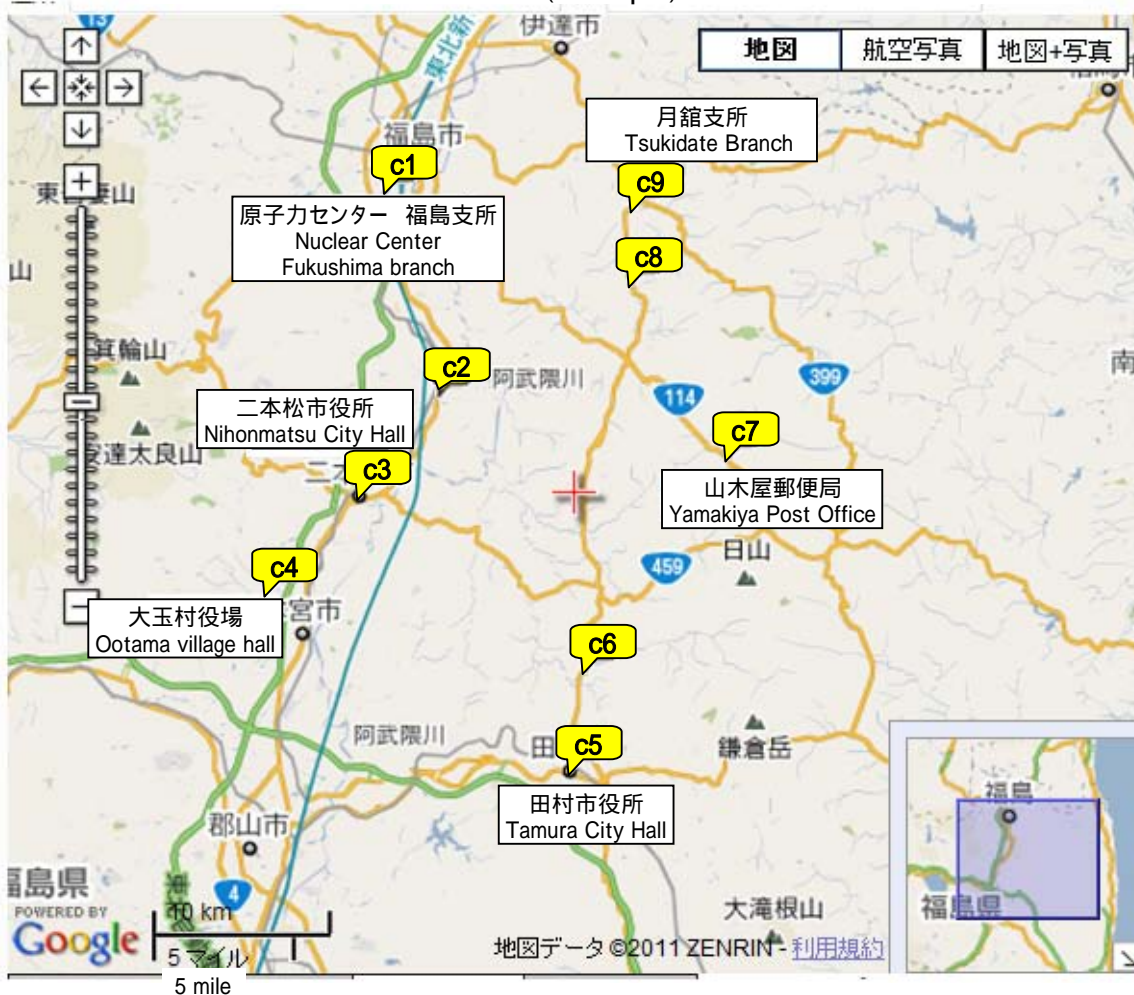 13
伊達市
東北新
地図
航空写真
地図+写真
福島市
月舘支所
Tsukidate Branch
c1
c9
原子力センター 福島支所
Nuclear Center
Fukushima branch
c8
山
箕輪山
c2
阿武隈川
399
南
114
二本松市役所
Nihonmatsu City Hall
c7
安達太良山
c3
山木屋郵便局
Yamakiya Post Office
日山
459
c4
大玉村役場
Ootama village hall
宮市
c6
阿武隈川
田
c5
鎌倉岳
田村市役所
Tamura City Hall
福島
郡山市
福島県
4
POWERED BY
Google
10 km
5 マイル
5 mile
大滝根山
福島県
地図データ ©2011 ZENRIN - 利用規約